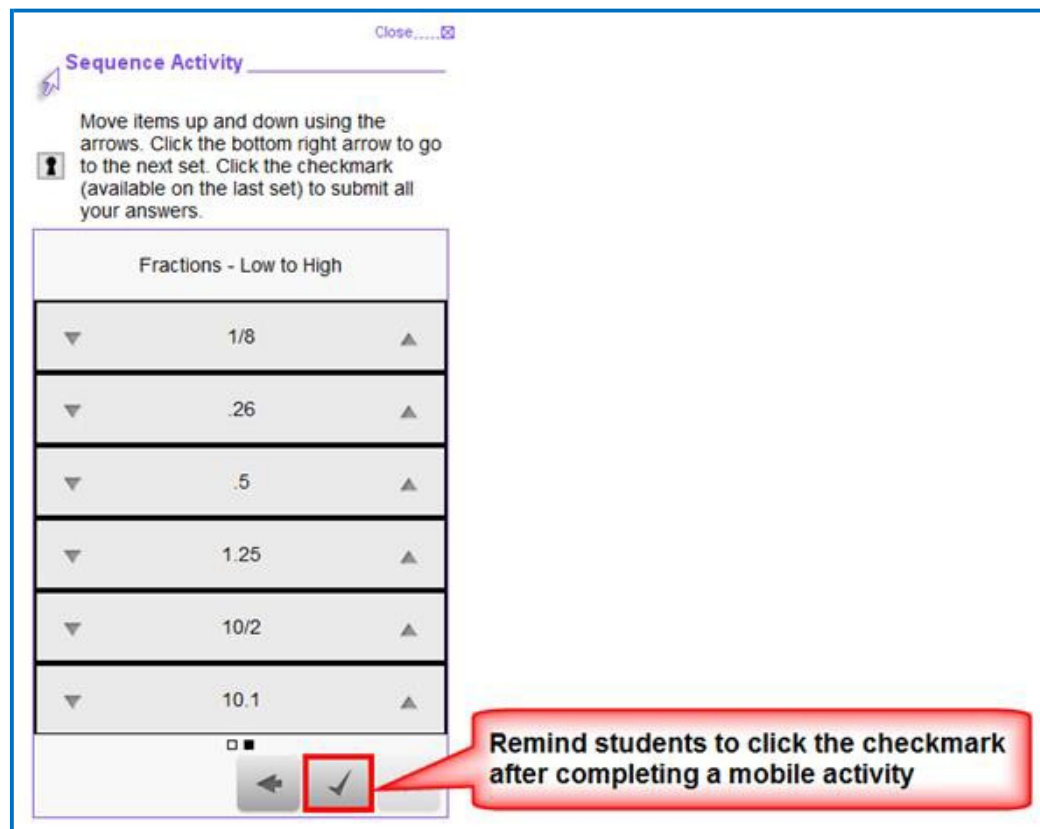 Close.....☒
Sequence Activity
Move items up and down using the
arrows. Click the bottom right arrow to go
to the next set. Click the checkmark
(available on the last set) to submit all
your answers.
Fractions - Low to High
1/8
.26
.5
1.25
10/2
10.1
Remind students to click the checkmark
after completing a mobile activity